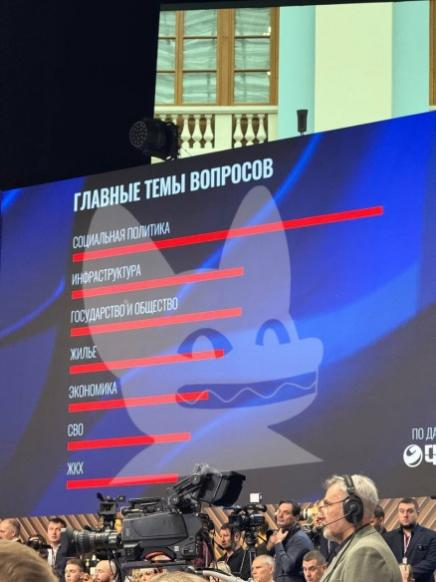 ГЛАВНЫЕ ТЕМЫ ВОПРОСОВ
СОЦИАЛЬНАЯ ПОЛИТИКА
ИНФРАСТРУКТУРА
ГОСУДАРСТВО И ОБЩЕСТВО
ЖИЛЬЕ
ЭКОНОМИКА
СВО
ЖКХ
ПО ДА